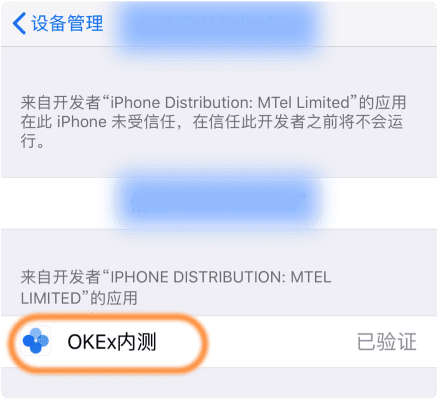 设备管理
来自开发者“iPhone Distribution: MTel Limited”的应用
在此 iPhone 未受信任，在信任此开发者之前将不会运
行。
来自开发者“IPHONE DISTRIBUTION: MTEL
LIMITED”的应用
OKEx内测 已验证